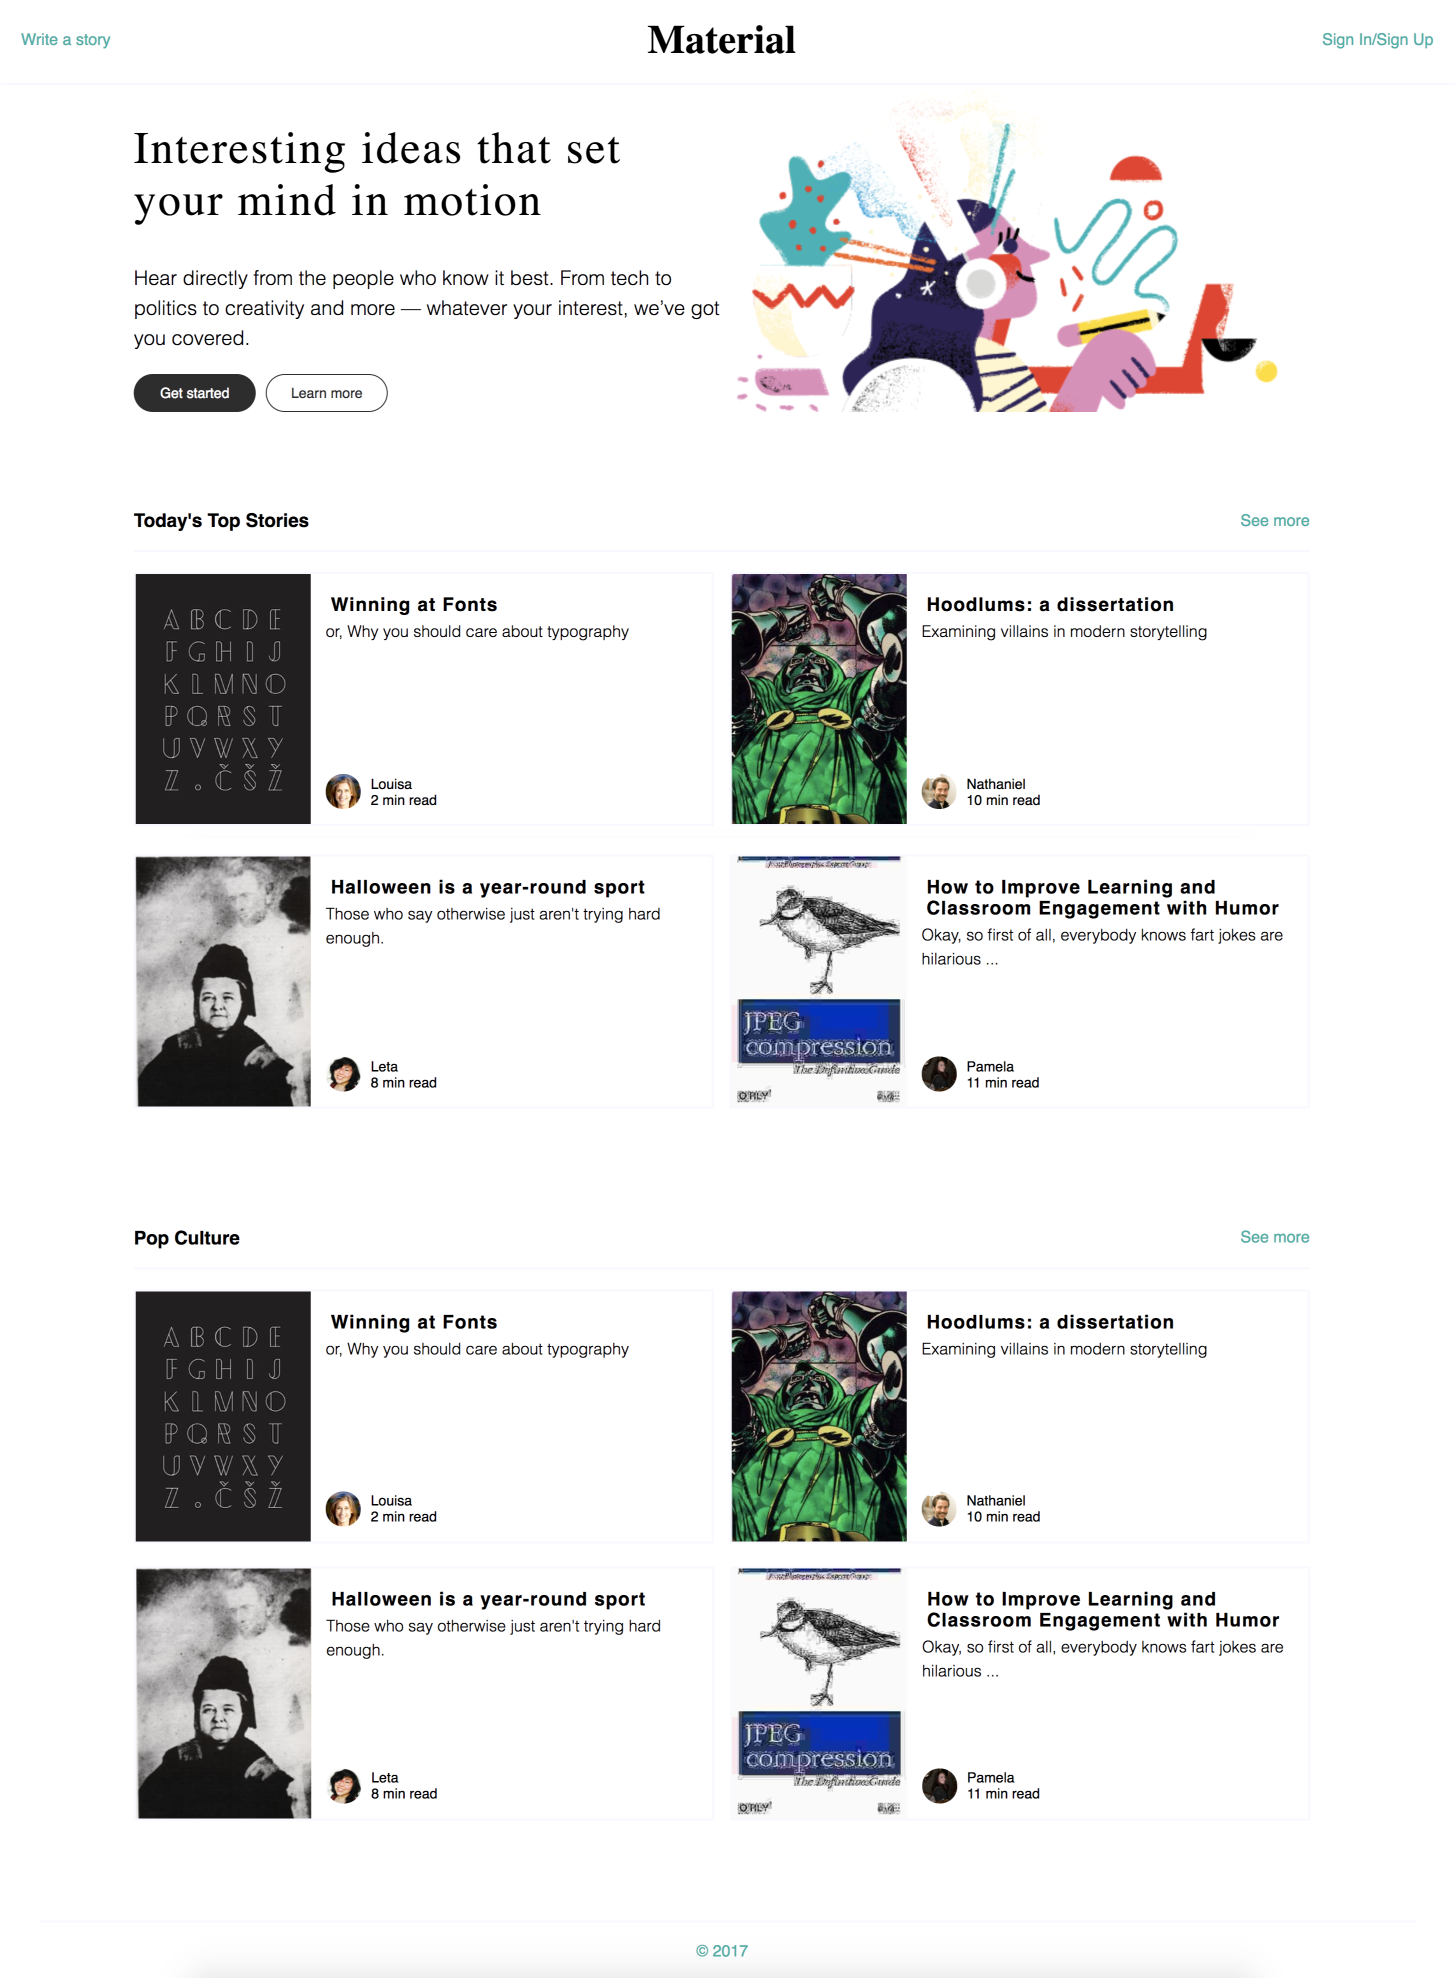 Write a story
Material
Sign In/Sign Up
Interesting ideas that set
your mind in motion
Hear directly from the people who know it best. From tech to
politics to creativity and more — whatever your interest, we’ve got
you covered.
Get started
Learn more
Today's Top Stories
See more
A B C D E
F G H I J
K L M N O
P Q R S T
U V W X Y
Z . Č Š Ž
Winning at Fonts
or, Why you should care about typography
Louisa
2 min read
Hoodlums: a dissertation
Examining villains in modern storytelling
Nathaniel
10 min read
Halloween is a year-round sport
Those who say otherwise just aren't trying hard
enough.
Leta
8 min read
JPEG
compression
The Definitive Guide
O'RLY
How to Improve Learning and
Classroom Engagement with Humor
Okay, so first of all, everybody knows fart jokes are
hilarious ...
Pamela
11 min read
Pop Culture
See more
A B C D E
F G H I J
K L M N O
P Q R S T
U V W X Y
Z . Č Š Ž
Winning at Fonts
or, Why you should care about typography
Louisa
2 min read
Hoodlums: a dissertation
Examining villains in modern storytelling
Nathaniel
10 min read
Halloween is a year-round sport
Those who say otherwise just aren't trying hard
enough.
Leta
8 min read
JPEG
compression
The Definitive Guide
O'RLY
How to Improve Learning and
Classroom Engagement with Humor
Okay, so first of all, everybody knows fart jokes are
hilarious ...
Pamela
11 min read
© 2017